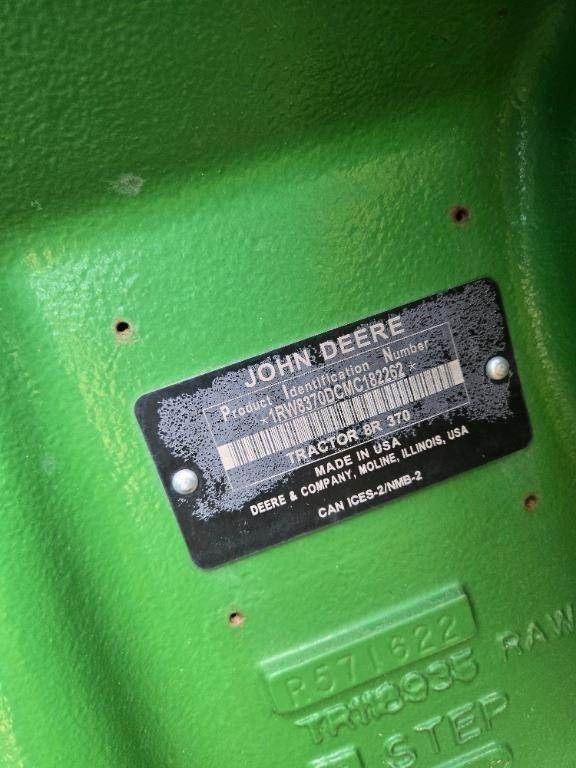 JOHN DEERE
Product Identification Number
*1RW8370DCMC182262*
TRACTOR 8R 370
MADE IN USA
DEERE & COMPANY, MOLINE, ILLINOIS, USA
CAN ICES-2/NMB-2
R571622
RAW
STEP